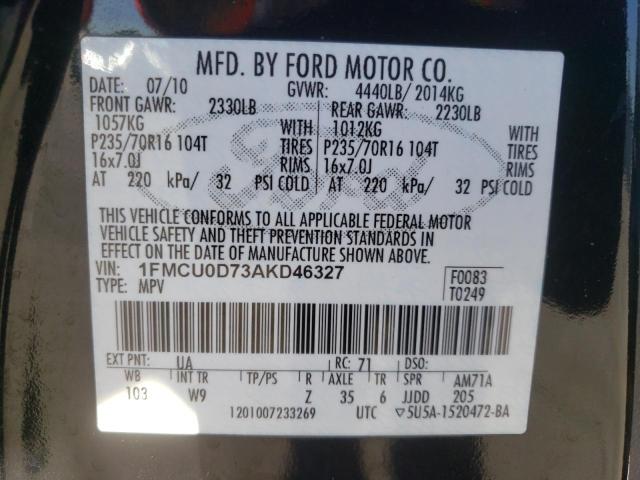 MFD. BY FORD MOTOR CO.
DATE: 07/10 GVWR: 4440LB/ 2014KG
FRONT GAWR: 2330LB REAR GAWR: 2230LB
1057KG WITH 1012KG WITH
P235/70R16 104T TIRES P235/70R16 104T TIRES
16x7.0J RIMS 16x7.0J RIMS
AT 220 kPa/ 32 PSI COLD AT 220 kPa/ 32 PSI COLD
Ford
THIS VEHICLE CONFORMS TO ALL APPLICABLE FEDERAL MOTOR
VEHICLE SAFETY AND THEFT PREVENTION STANDARDS IN
EFFECT ON THE DATE OF MANUFACTURE SHOWN ABOVE.
VIN: 1FMCU0D73AKD46327 F0083
TYPE: MPV T0249
EXT PNT: UA RC: 71 DSO:
WB INT TR TP/PS R AXLE TR SPR AM71A
103 W9 Z 35 6 JJDD 205
1201007233269 UTC ▽5U5A-1520472-BA